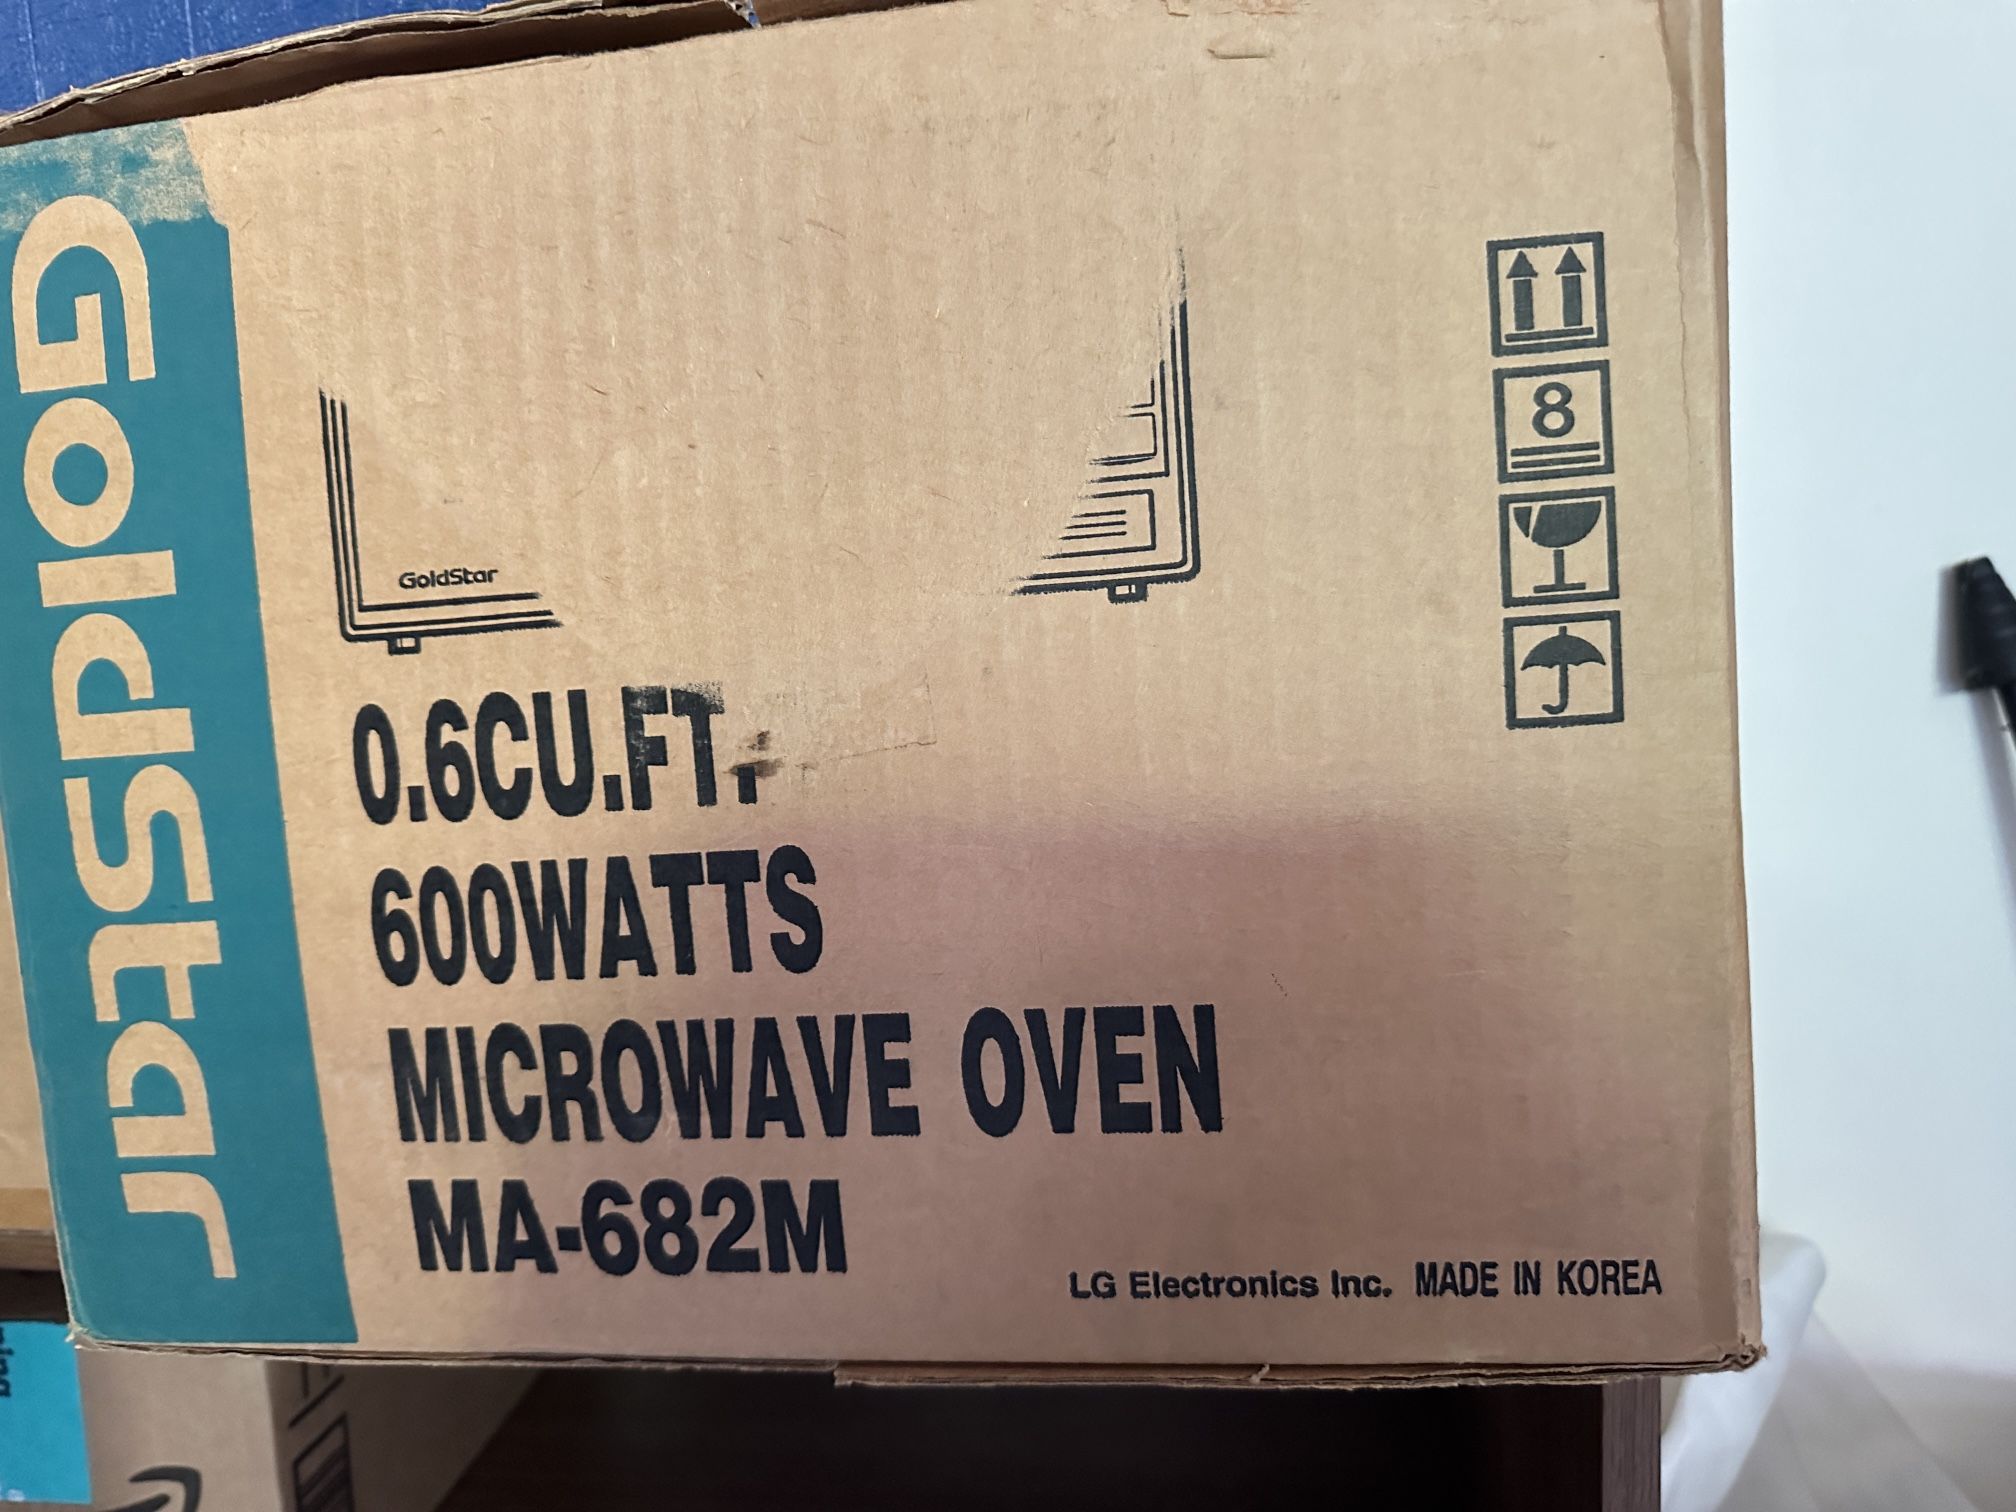 GoldStar
GoldStar
8
0.6CU.FT.
600WATTS
MICROWAVE OVEN
MA-682M
LG Electronics Inc. MADE IN KOREA